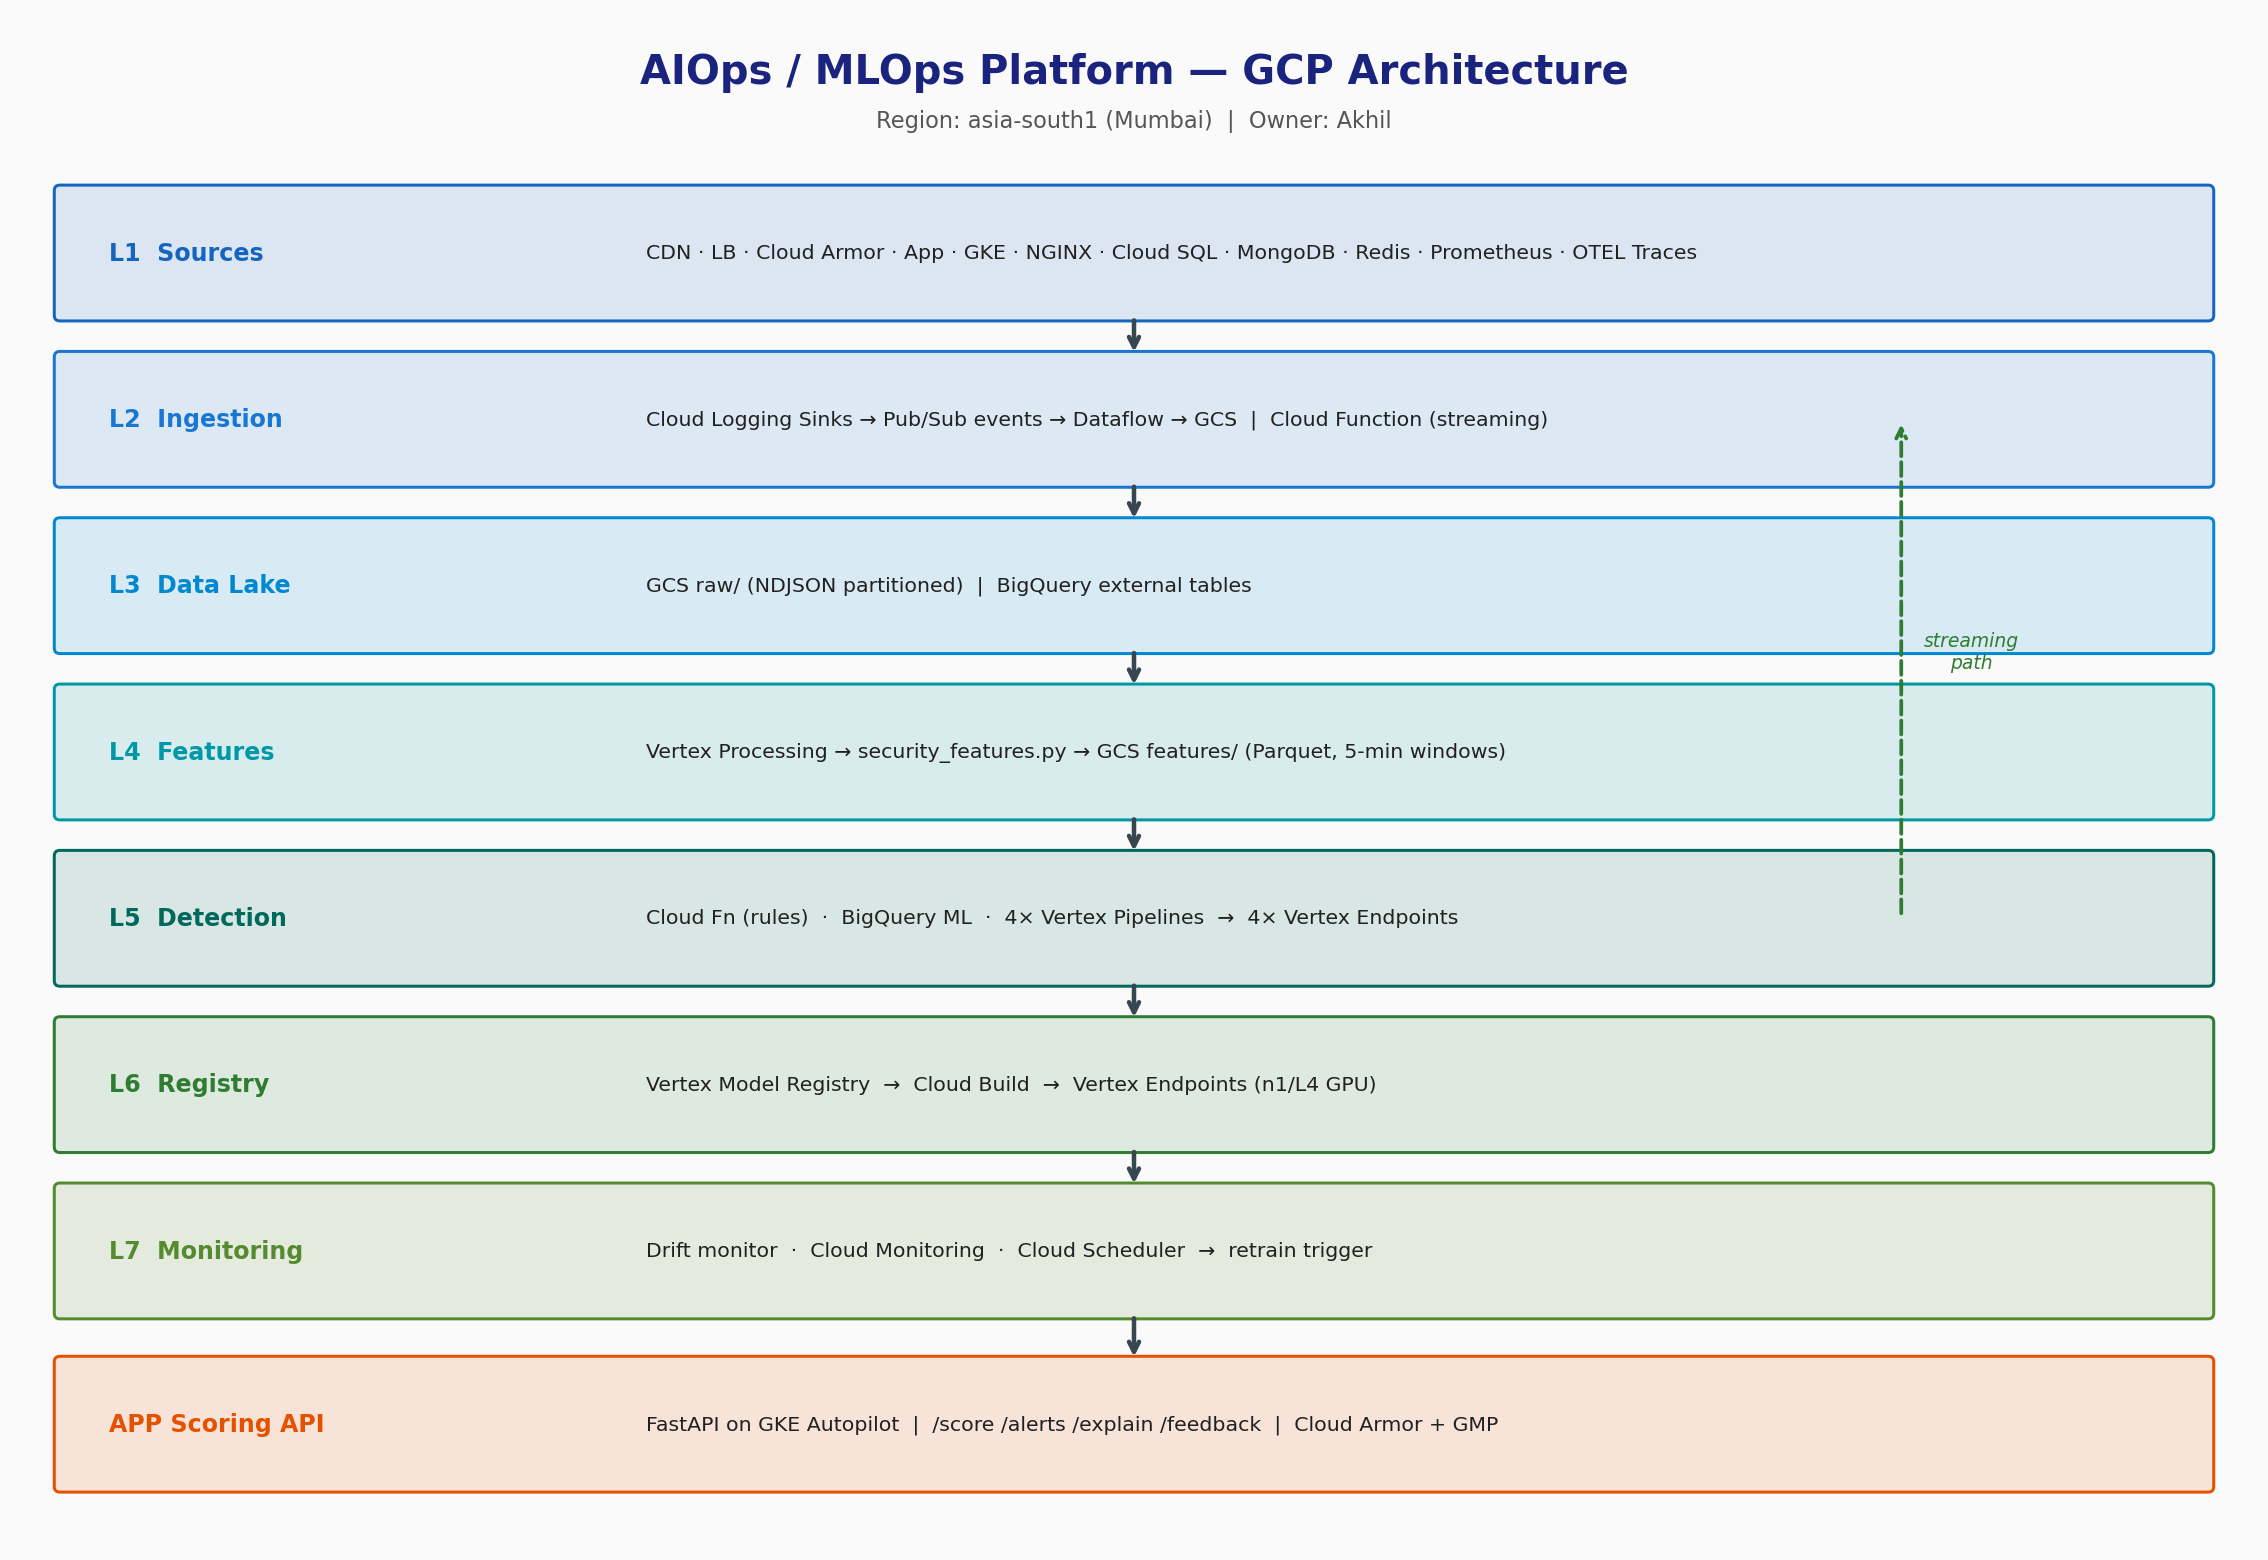 AIOps / MLOps Platform — GCP Architecture
Region: asia-south1 (Mumbai)  |  Owner: Akhil
L1  Sources
CDN · LB · Cloud Armor · App · GKE · NGINX · Cloud SQL · MongoDB · Redis · Prometheus · OTEL Traces
L2  Ingestion
Cloud Logging Sinks → Pub/Sub events → Dataflow → GCS  |  Cloud Function (streaming)
L3  Data Lake
GCS raw/ (NDJSON partitioned)  |  BigQuery external tables
streaming
path
L4  Features
Vertex Processing → security_features.py → GCS features/ (Parquet, 5-min windows)
L5  Detection
Cloud Fn (rules)  ·  BigQuery ML  ·  4× Vertex Pipelines  →  4× Vertex Endpoints
L6  Registry
Vertex Model Registry  →  Cloud Build  →  Vertex Endpoints (n1/L4 GPU)
L7  Monitoring
Drift monitor  ·  Cloud Monitoring  ·  Cloud Scheduler  →  retrain trigger
APP Scoring API
FastAPI on GKE Autopilot  |  /score /alerts /explain /feedback  |  Cloud Armor + GMP